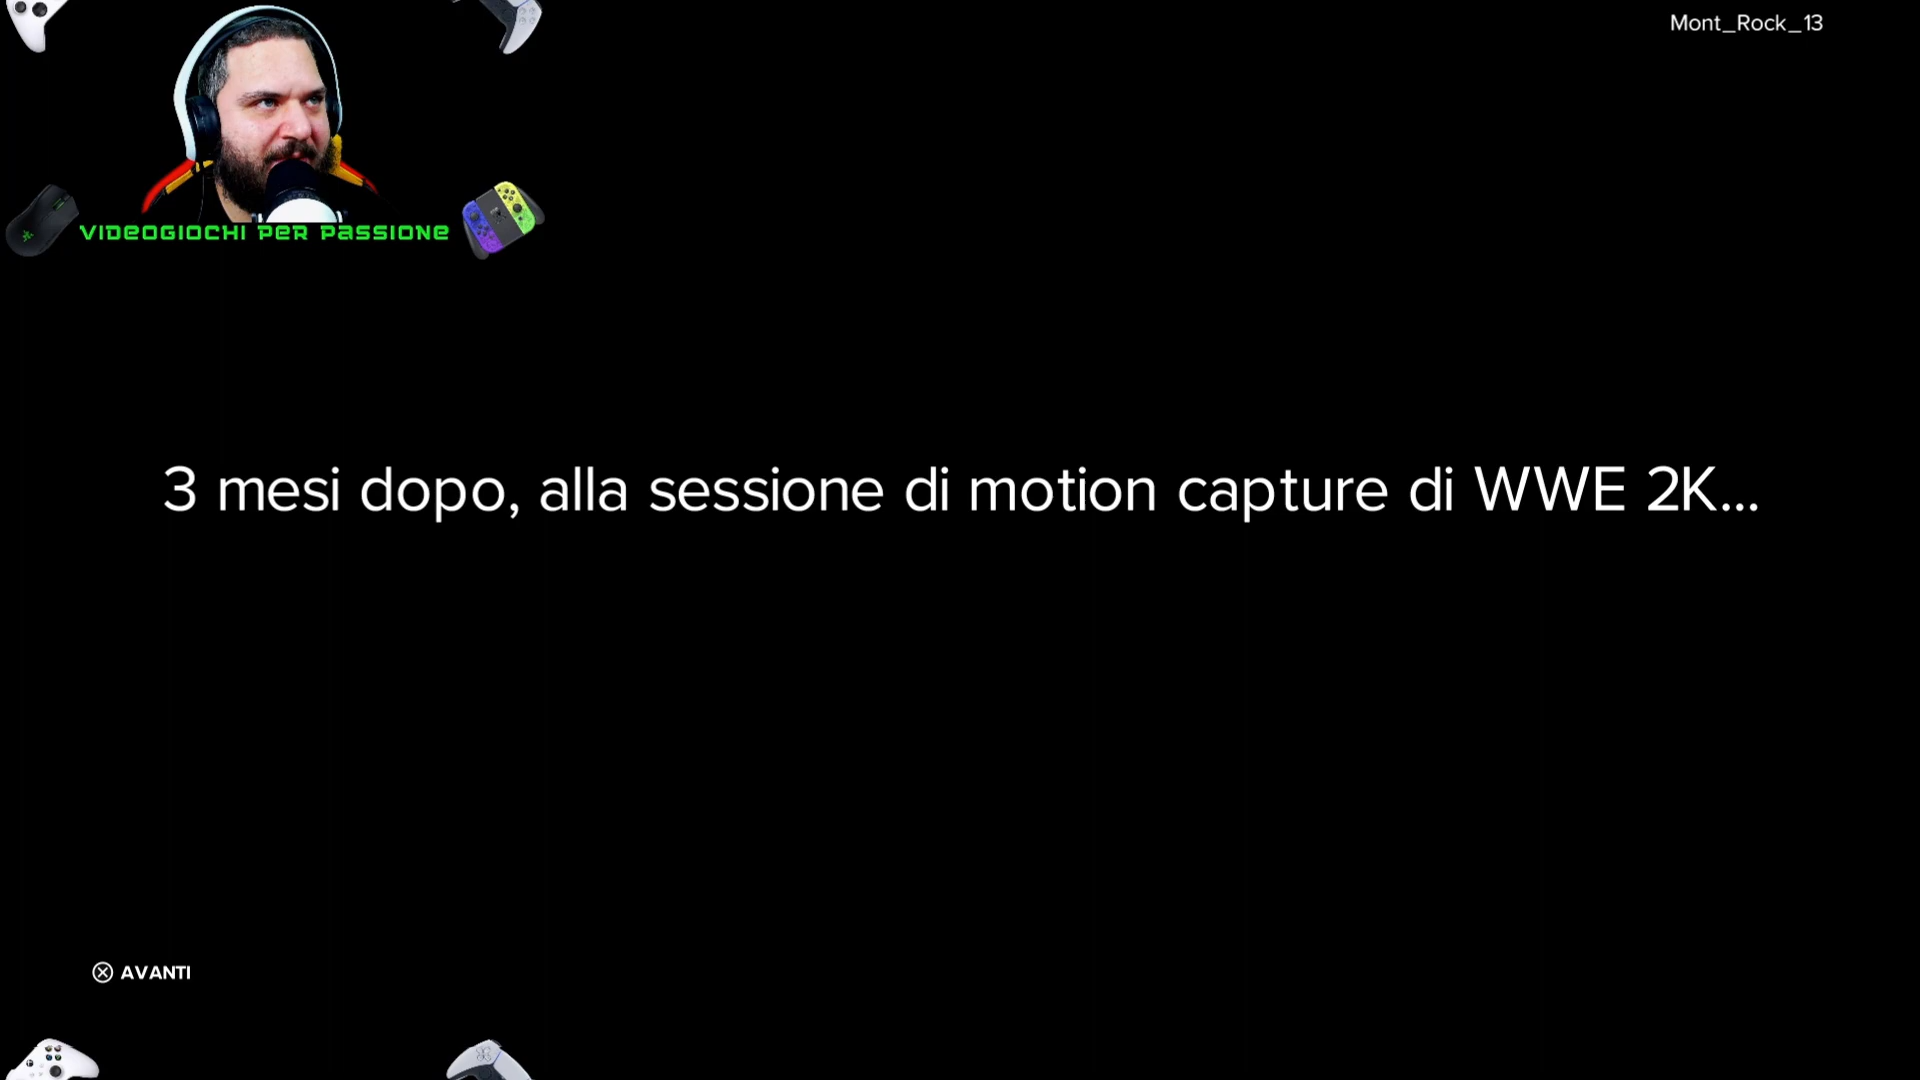 Mont_Rock_13
VIDEOGIOCHI PER PASSIONE
3 mesi dopo, alla sessione di motion capture di WWE 2K...
AVANTI